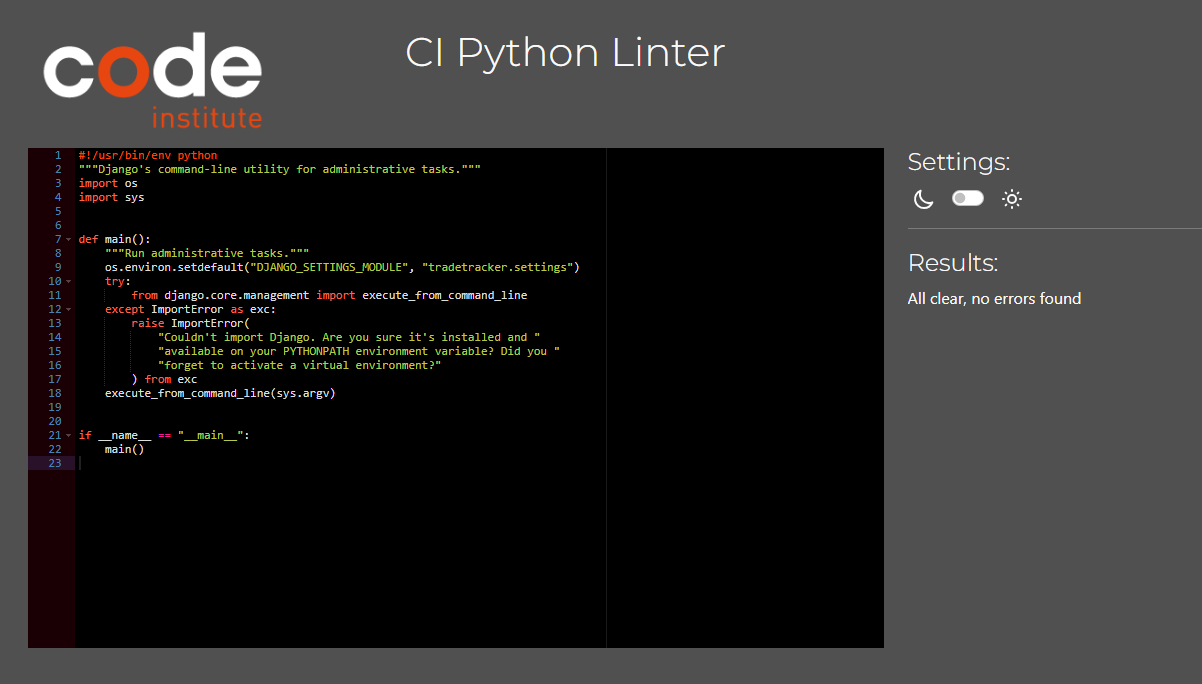 code
institute
CI Python Linter
1 #!/usr/bin/env python
2 """Django's command-line utility for administrative tasks."""
3 import os
4 import sys
5
6
7 def main():
8     """Run administrative tasks."""
9     os.environ.setdefault("DJANGO_SETTINGS_MODULE", "tradetracker.settings")
10     try:
11         from django.core.management import execute_from_command_line
12     except ImportError as exc:
13         raise ImportError(
14             "Couldn't import Django. Are you sure it's installed and "
15             "available on your PYTHONPATH environment variable? Did you "
16             "forget to activate a virtual environment?"
17         ) from exc
18     execute_from_command_line(sys.argv)
19
20
21 if __name__ == "__main__":
22     main()
23
Settings:
Results:
All clear, no errors found